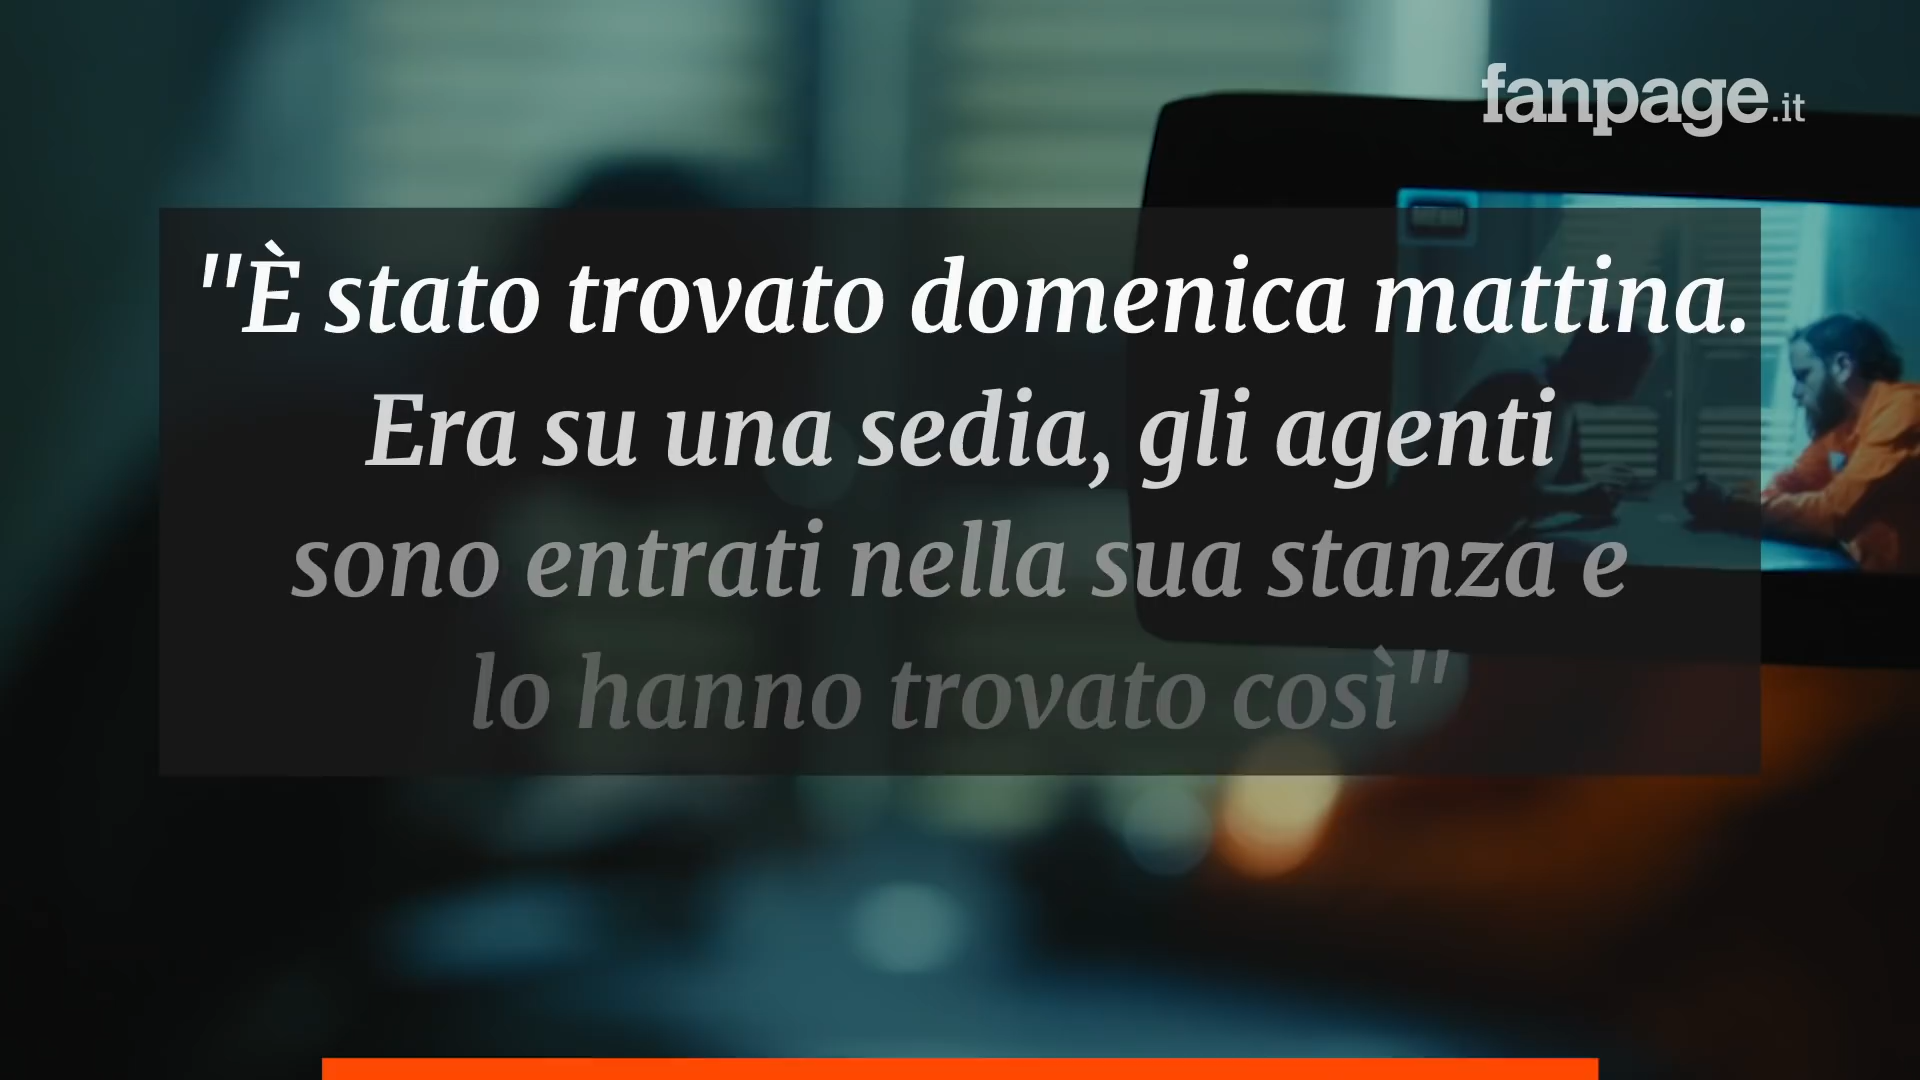 fanpage.it
"È stato trovato domenica mattina.
Era su una sedia, gli agenti
sono entrati nella sua stanza e
lo hanno trovato così"